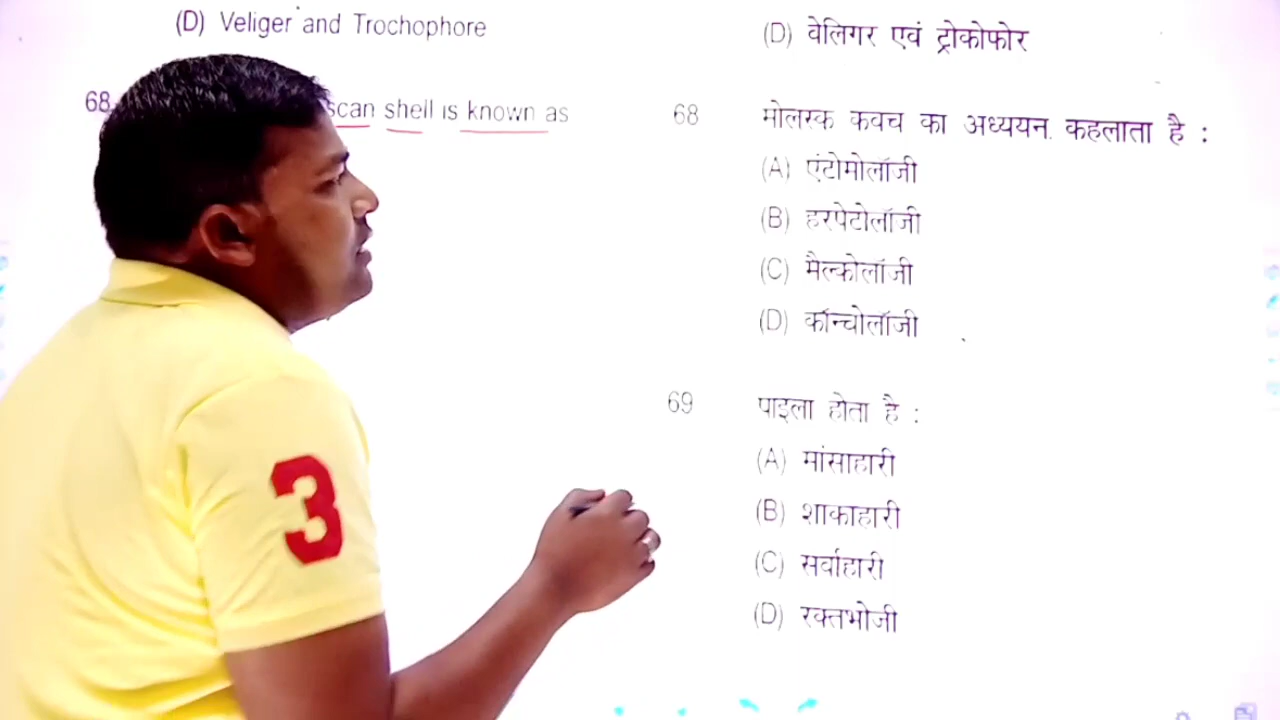 (D) Veliger and Trochophore
68 scan shell is known as
3
(D) वेलिगर एवं ट्रोकोफोर
68 मोलस्क कवच का अध्ययन कहलाता है :
(A) एंटोमोलॉजी
(B) हरपेटोलॉजी
(C) मैल्कोलॉजी
(D) कॉन्चोलॉजी
69 पाइला होता है :
(A) मांसाहारी
(B) शाकाहारी
(C) सर्वाहारी
(D) रक्तभोजी